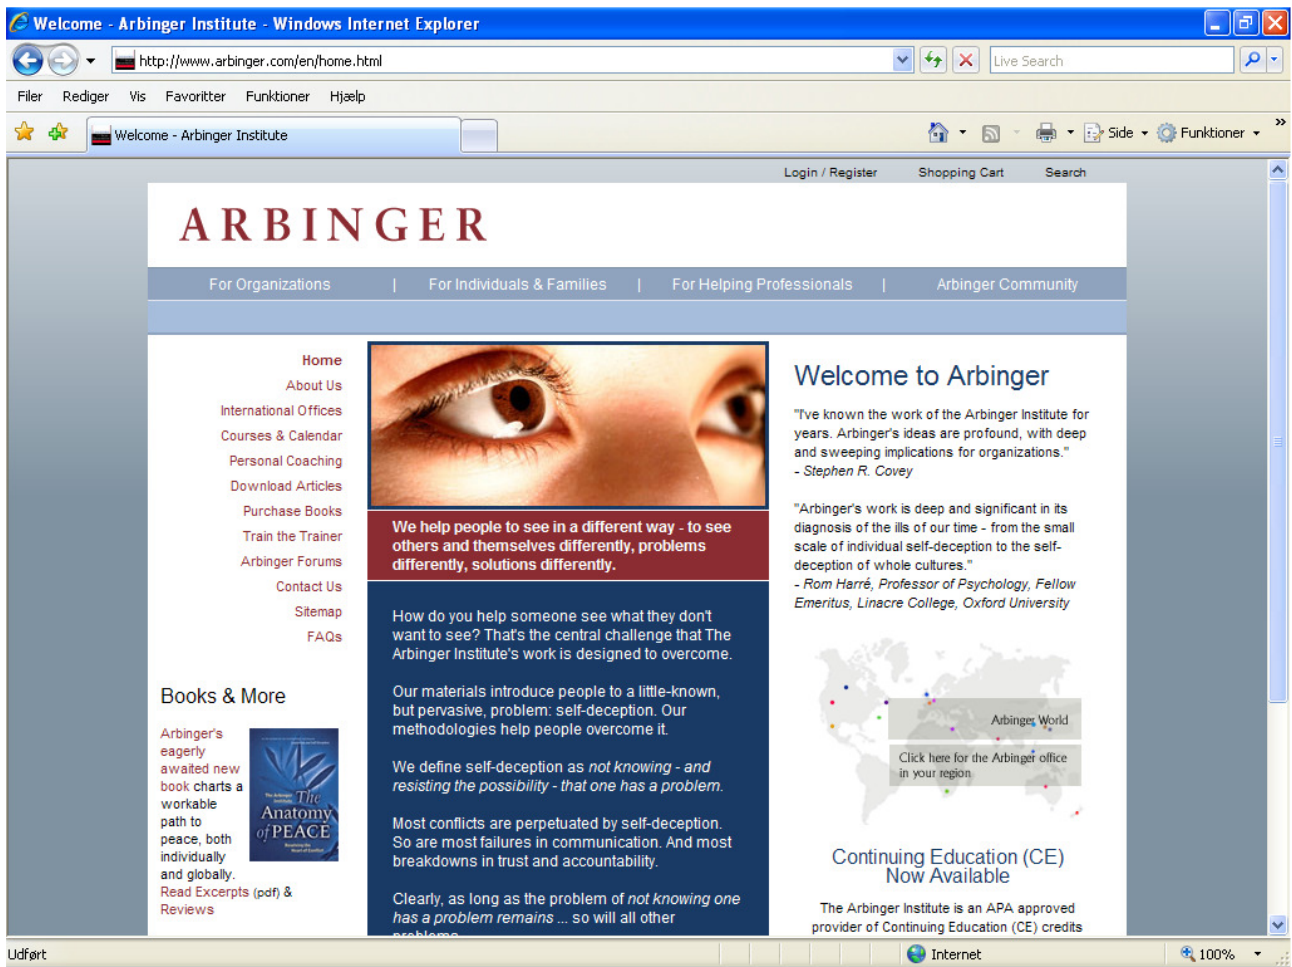 Welcome - Arbinger Institute - Windows Internet Explorer
http://www.arbinger.com/en/home.html
Live Search
Filer Rediger Vis Favoritter Funktioner Hjælp
Welcome - Arbinger Institute
Side
Funktioner
Login / Register Shopping Cart Search
ARBINGER
For Organizations | For Individuals & Families | For Helping Professionals | Arbinger Community
Home
About Us
International Offices
Courses & Calendar
Personal Coaching
Download Articles
Purchase Books
Train the Trainer
Arbinger Forums
Contact Us
Sitemap
FAQs
Books & More
Arbinger's
eagerly
awaited new
book charts a
workable
path to
peace, both
individually
and globally.
Read Excerpts (pdf) &
Reviews
The
Anatomy
of PEACE
We help people to see in a different way - to see
others and themselves differently, problems
differently, solutions differently.
How do you help someone see what they don't
want to see? That's the central challenge that The
Arbinger Institute's work is designed to overcome.
Our materials introduce people to a little-known,
but pervasive, problem: self-deception. Our
methodologies help people overcome it.
We define self-deception as not knowing - and
resisting the possibility - that one has a problem.
Most conflicts are perpetuated by self-deception.
So are most failures in communication. And most
breakdowns in trust and accountability.
Clearly, as long as the problem of not knowing one
has a problem remains ... so will all other
Welcome to Arbinger
"I've known the work of the Arbinger Institute for
years. Arbinger's ideas are profound, with deep
and sweeping implications for organizations."
- Stephen R. Covey
"Arbinger's work is deep and significant in its
diagnosis of the ills of our time - from the small
scale of individual self-deception to the self-
deception of whole cultures."
- Rom Harré, Professor of Psychology, Fellow
Emeritus, Linacre College, Oxford University
Arbinger World
Click here for the Arbinger office
in your region
Continuing Education (CE)
Now Available
The Arbinger Institute is an APA approved
provider of Continuing Education (CE) credits
Udført
Internet
100%